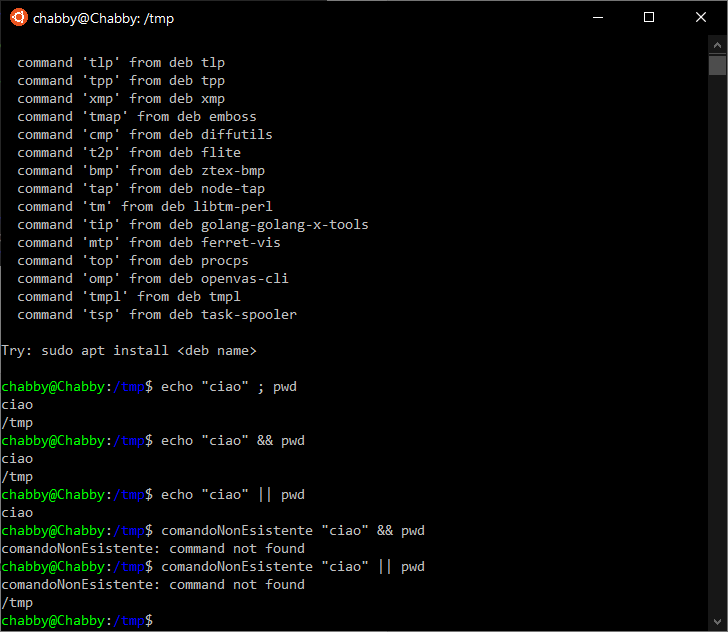 chabby@Chabby: /tmp
command 'tlp' from deb tlp
command 'tpp' from deb tpp
command 'xmp' from deb xmp
command 'tmap' from deb emboss
command 'cmp' from deb diffutils
command 't2p' from deb flite
command 'bmp' from deb ztex-bmp
command 'tap' from deb node-tap
command 'tm' from deb libtm-perl
command 'tip' from deb golang-golang-x-tools
command 'mtp' from deb ferret-vis
command 'top' from deb procps
command 'omp' from deb openvas-cli
command 'tmpl' from deb tmpl
command 'tsp' from deb task-spooler
Try: sudo apt install <deb name>
chabby@Chabby:/tmp$ echo "ciao" ; pwd
ciao
/tmp
chabby@Chabby:/tmp$ echo "ciao" && pwd
ciao
/tmp
chabby@Chabby:/tmp$ echo "ciao" || pwd
ciao
chabby@Chabby:/tmp$ comandoNonEsistente "ciao" && pwd
comandoNonEsistente: command not found
chabby@Chabby:/tmp$ comandoNonEsistente "ciao" || pwd
comandoNonEsistente: command not found
/tmp
chabby@Chabby:/tmp$